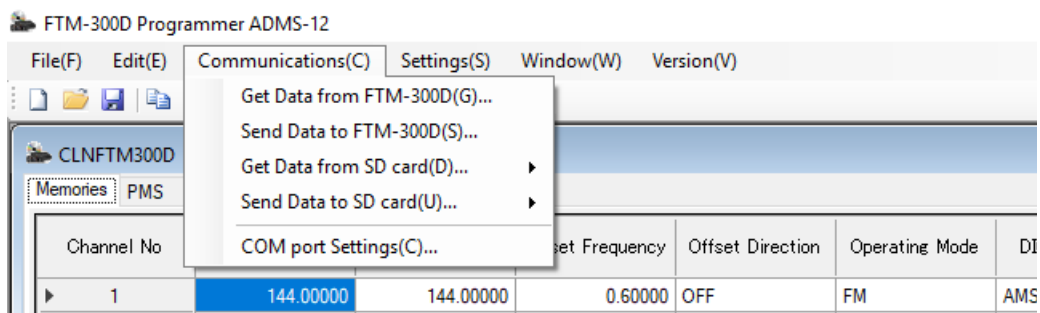 FTM-300D Programmer ADMS-12
File(F) Edit(E) Communications(C) Settings(S) Window(W) Version(V)
Get Data from FTM-300D(G)...
Send Data to FTM-300D(S)...
Get Data from SD card(D)...
Send Data to SD card(U)...
COM port Settings(C)...
CLNFTM300D
Memories PMS
Channel No set Frequency Offset Direction Operating Mode DI
1 144.00000 144.00000 0.60000 OFF FM AMS